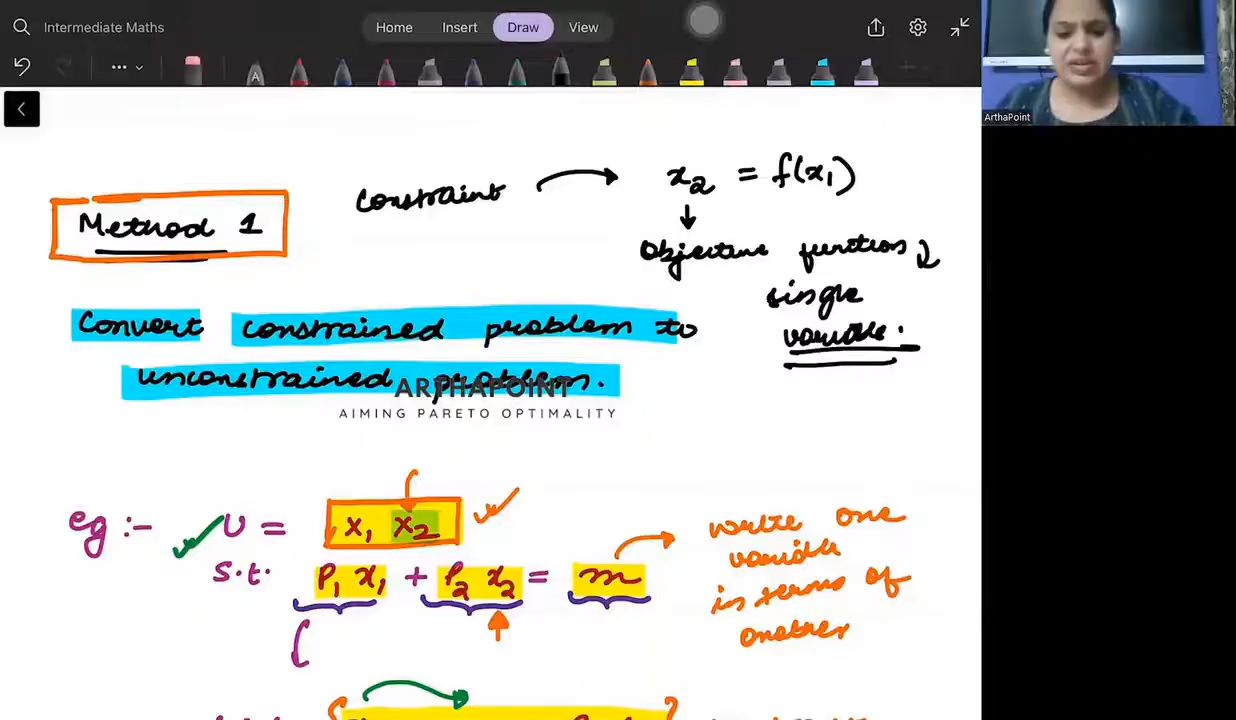 Intermediate Maths
Home Insert Draw View
A
ArthaPoint
Constraint → x₂ = f(x₁)
Method 1
↓
Objective function ↓
single
variable.
Convert constrained problem to
unconstrained problem.
ARTHAPOINT
AIMING PARETO OPTIMALITY
eg :- U = x₁ x₂
s.t. P₁ x₁ + P₂ x₂ = m
write one
variable
in terms of
another